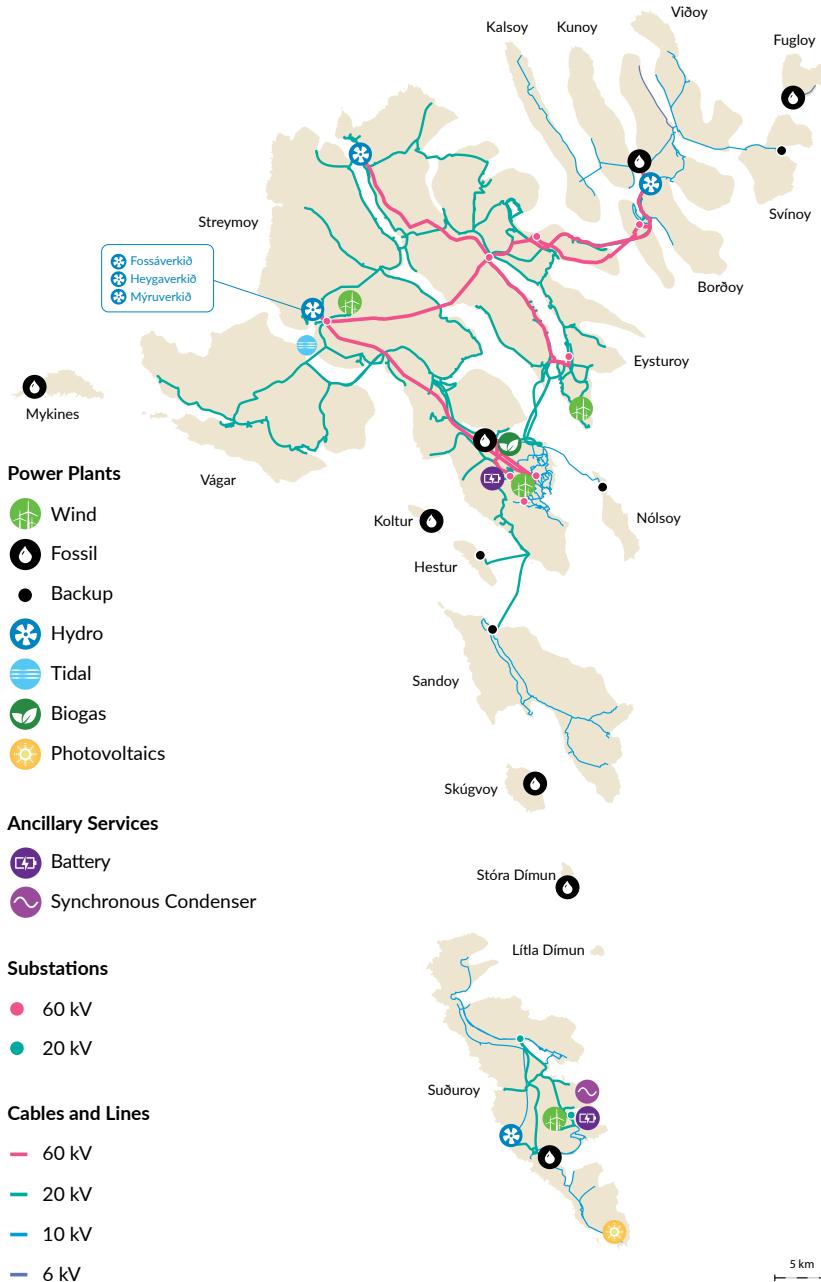 Viðoy
Kalsoy
Kunoy
Fugloy
Svínoy
Streymoy
Fossáverkið
Heygaverkið
Mýruverkið
Borðoy
Eysturoy
Mykines
Vágar
Power Plants
Wind
Fossil
Backup
Hydro
Tidal
Biogas
Photovoltaics
Koltur
Nólsoy
Hestur
Sandoy
Skúgvoy
Ancillary Services
Battery
Synchronous Condenser
Stóra Dímun
Lítla Dímun
Substations
60 kV
20 kV
Suðuroy
Cables and Lines
60 kV
20 kV
10 kV
6 kV
5 km